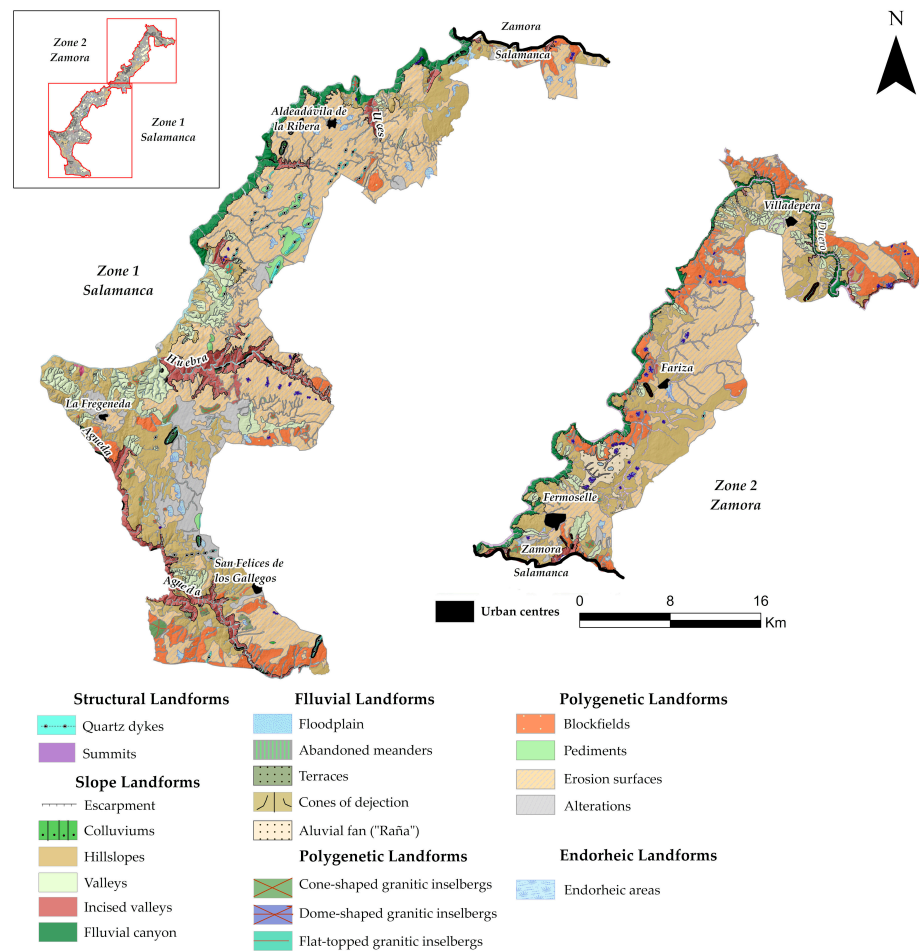 Zone 2
Zamora
Zone 1
Salamanca
Zamora
Salamanca
N
Aldeadávila de
la Ribera
Uces
Villadepera
Duero
Zone 1
Salamanca
Huebra
Fariza
La Fregeneda
Agueda
Zone 2
Zamora
Fermoselle
Zamora
Salamanca
San Felices de
los Gallegos
Agueda
Urban centres
0 8 16
Km
Structural Landforms
Quartz dykes
Summits
Slope Landforms
Escarpment
Colluviums
Hillslopes
Valleys
Incised valleys
Flluvial canyon
Flluvial Landforms
Floodplain
Abandoned meanders
Terraces
Cones of dejection
Aluvial fan ("Raña")
Polygenetic Landforms
Cone-shaped granitic inselbergs
Dome-shaped granitic inselbergs
Flat-topped granitic inselbergs
Polygenetic Landforms
Blockfields
Pediments
Erosion surfaces
Alterations
Endorheic Landforms
Endorheic areas